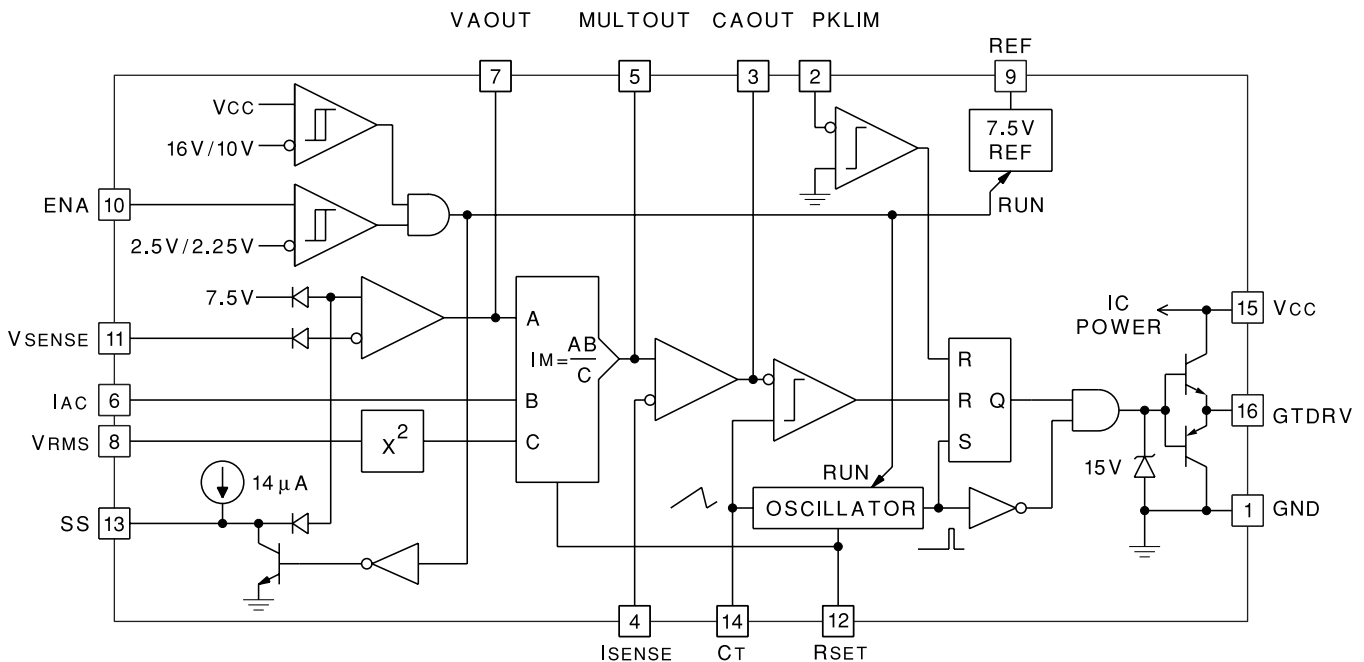 VAOUT MULTOUT CAOUT PKLIM
REF
7 5 3 2 9
VCC
16V/10V
7.5V
REF
ENA 10
RUN
2.5V/2.25V
7.5V
IC
POWER
15 VCC
VSENSE 11
A
IM=AB/C
R
IAC 6
B
R Q
16 GTDRV
VRMS 8
X²
C
S
15V
RUN
14µA
SS 13
OSCILLATOR
1 GND
4 14 12
ISENSE CT RSET